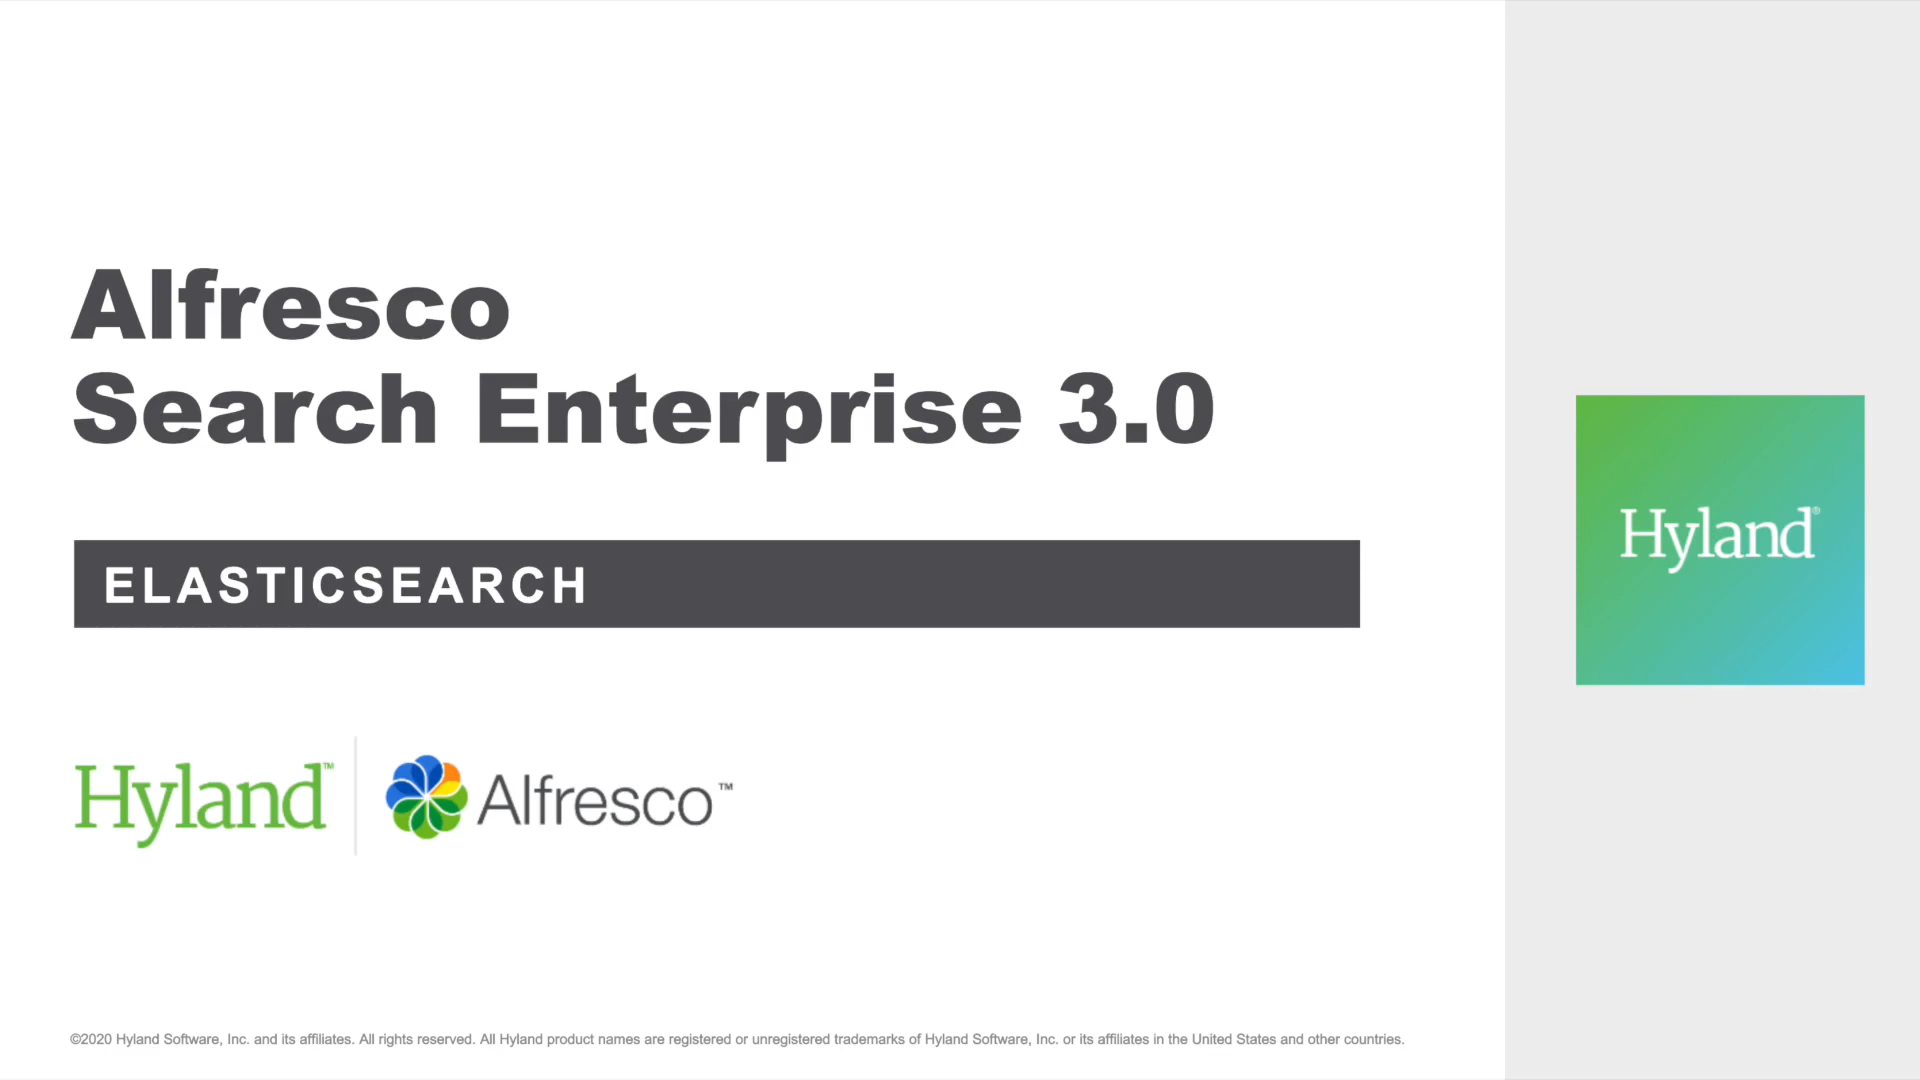 Alfresco
Search Enterprise 3.0
ELASTICSEARCH
Hyland™
Alfresco™
Hyland®
©2020 Hyland Software, Inc. and its affiliates. All rights reserved. All Hyland product names are registered or unregistered trademarks of Hyland Software, Inc. or its affiliates in the United States and other countries.